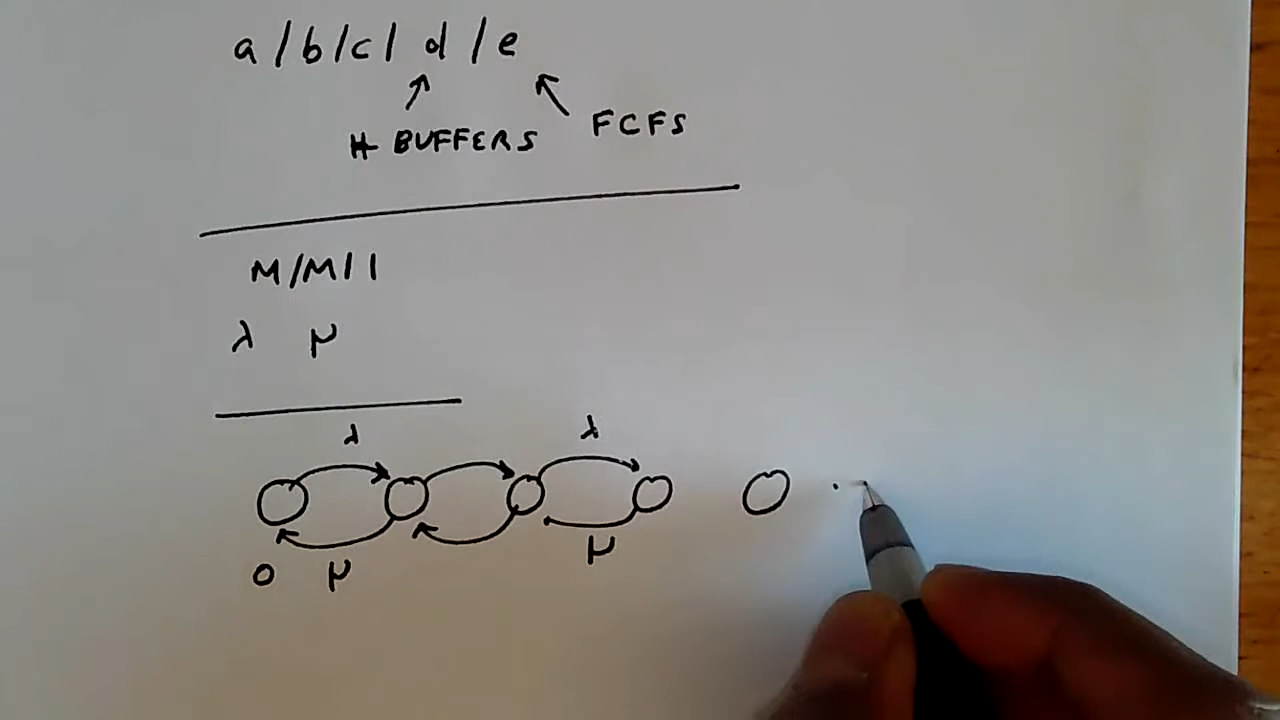 a/b/c/ d/e
# BUFFERS FCFS
M/M/1
λ μ
λ λ
0 μ μ